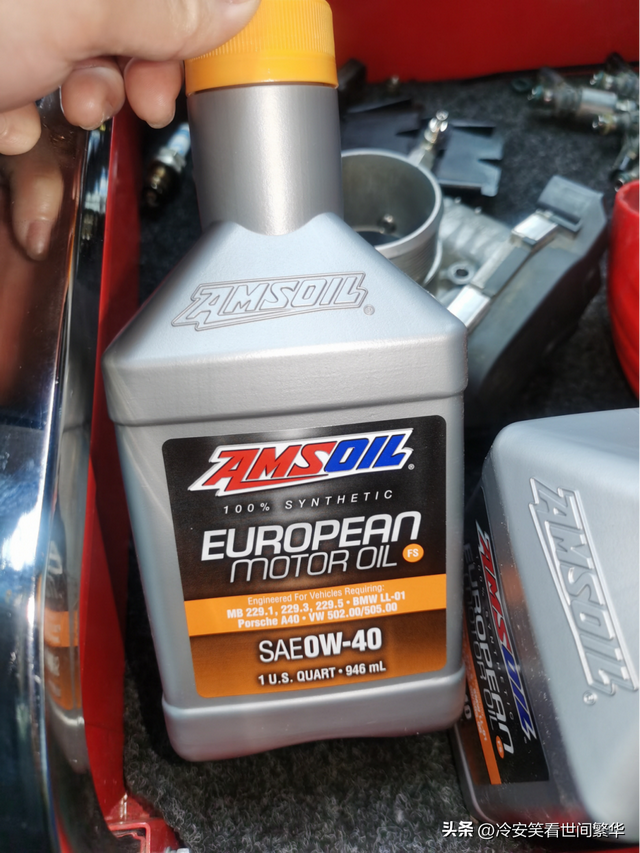 AMSOIL®
AMSOIL®
100% SYNTHETIC
EUROPEAN
MOTOR OIL FS
Engineered For Vehicles Requiring:
MB 229.1, 229.3, 229.5 • BMW LL-01
Porsche A40 • VW 502.00/505.00
SAE 0W-40
1 U.S. QUART • 946 mL
AMSOIL®
AMSOIL
EUROPEAN
MOTOR OIL
头条 @冷安笑看世间繁华